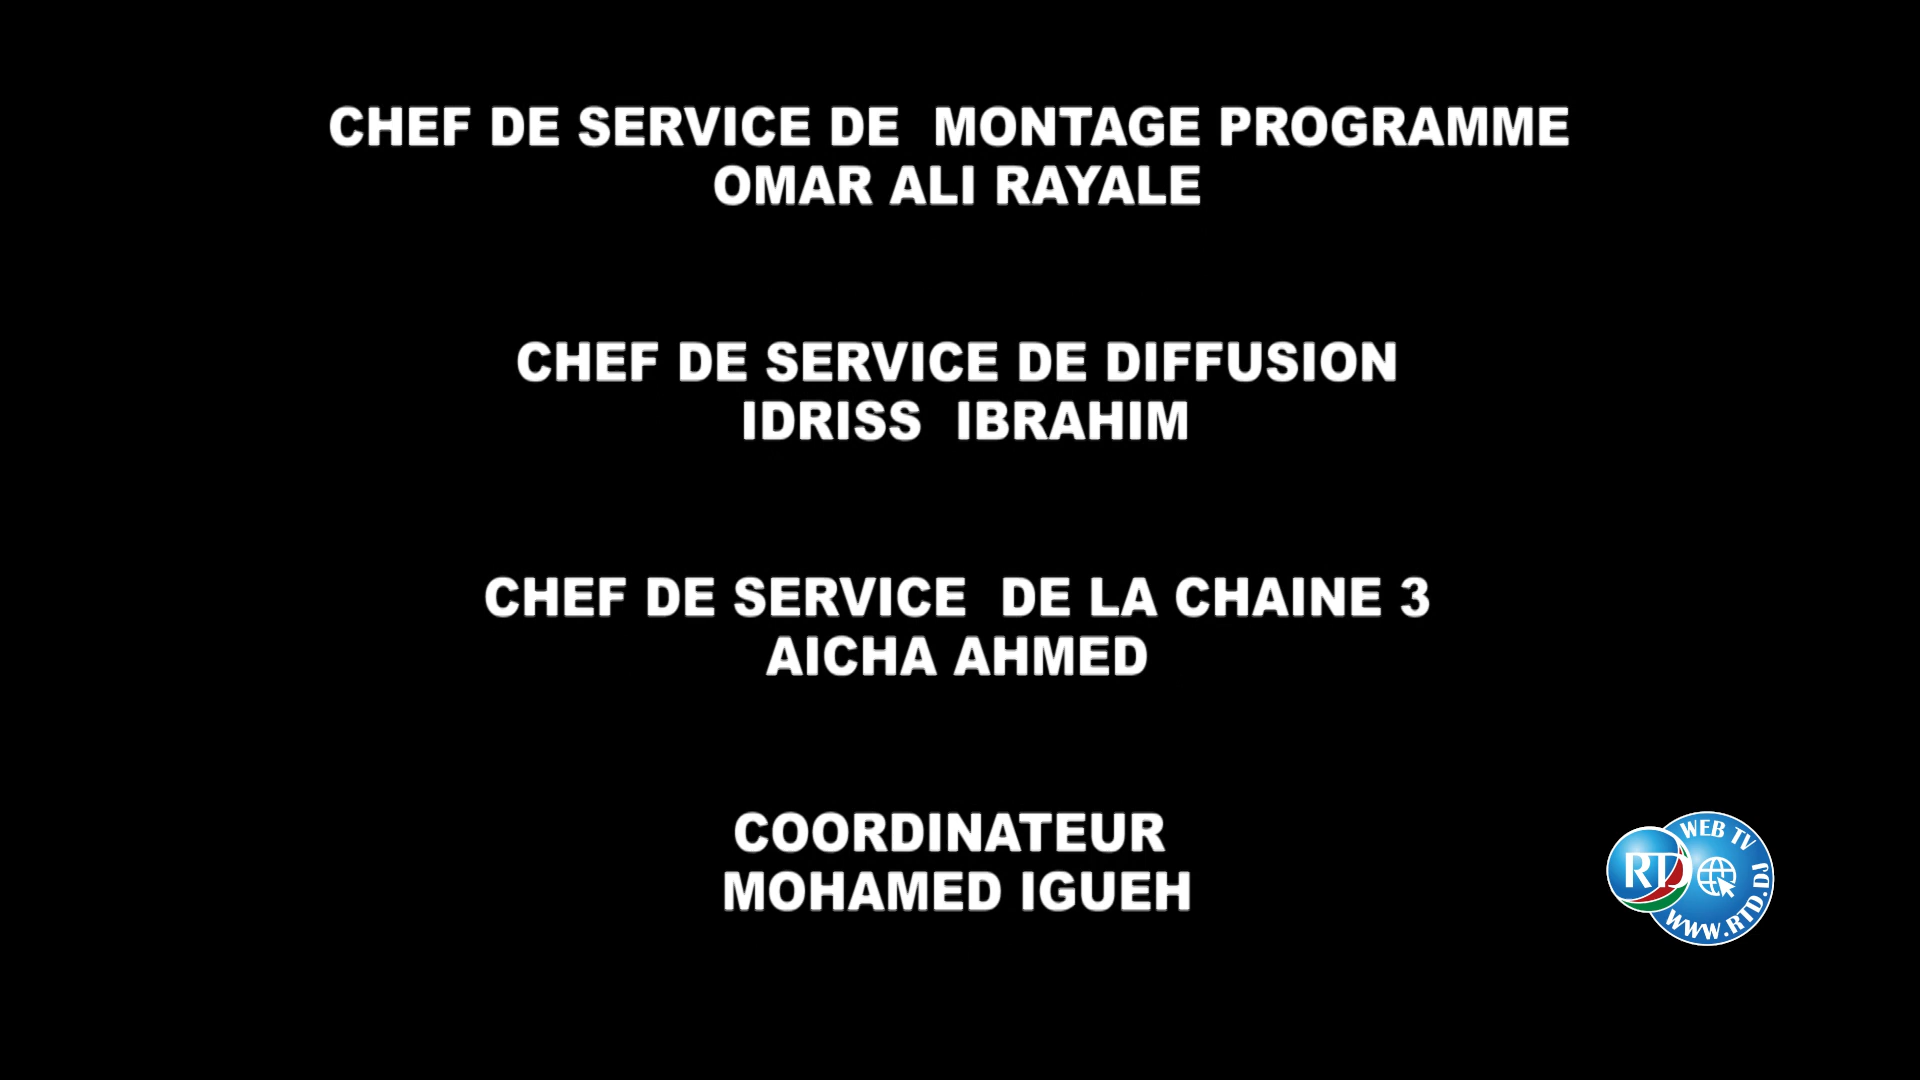 CHEF DE SERVICE DE  MONTAGE PROGRAMME
OMAR ALI RAYALE
CHEF DE SERVICE DE DIFFUSION
IDRISS  IBRAHIM
CHEF DE SERVICE  DE LA CHAINE 3
AICHA AHMED
COORDINATEUR
MOHAMED IGUEH
WEB TV
RTD
WWW.RTD.DJ